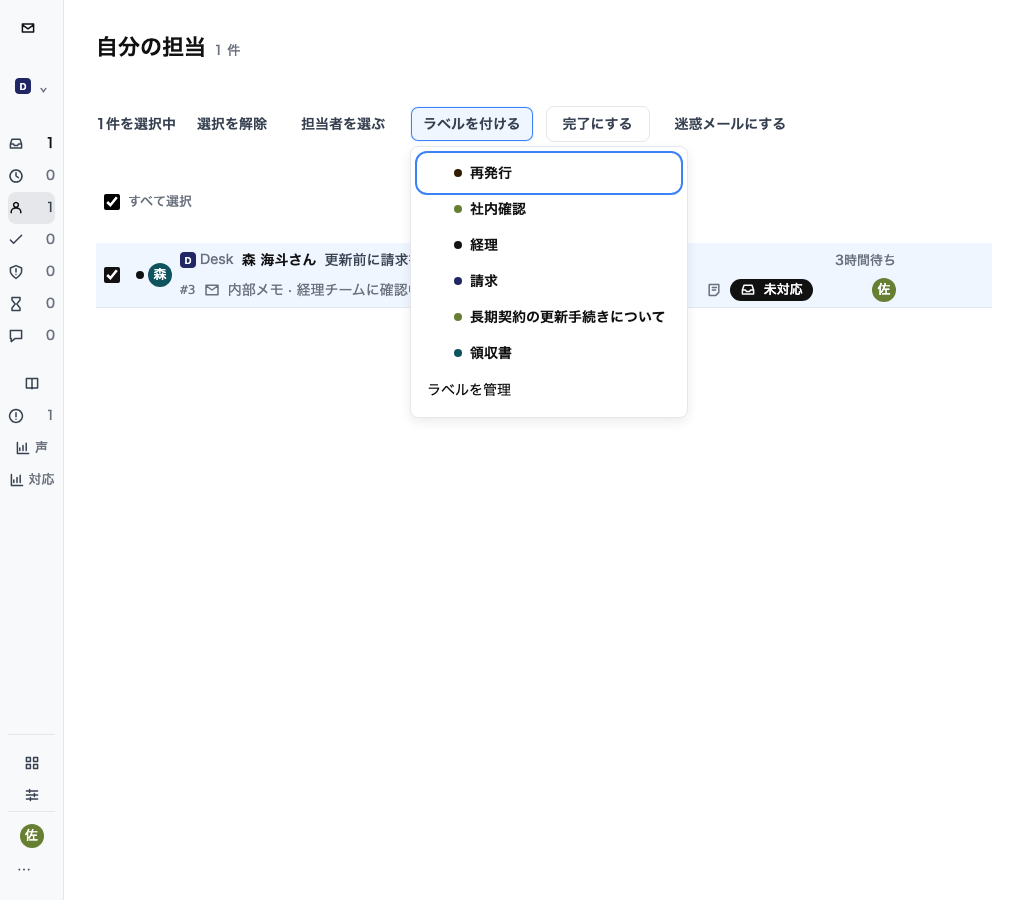 自分の担当 1 件
D
1件を選択中 選択を解除 担当者を選ぶ ラベルを付ける 完了にする 迷惑メールにする
1
0
1
0
0
0
0
1
声
対応
佐
...
すべて選択
森 D Desk 森 海斗さん 更新前に請求 3時間待ち
#3 内部メモ · 経理チームに確認 未対応 佐
再発行
社内確認
経理
請求
長期契約の更新手続きについて
領収書
ラベルを管理